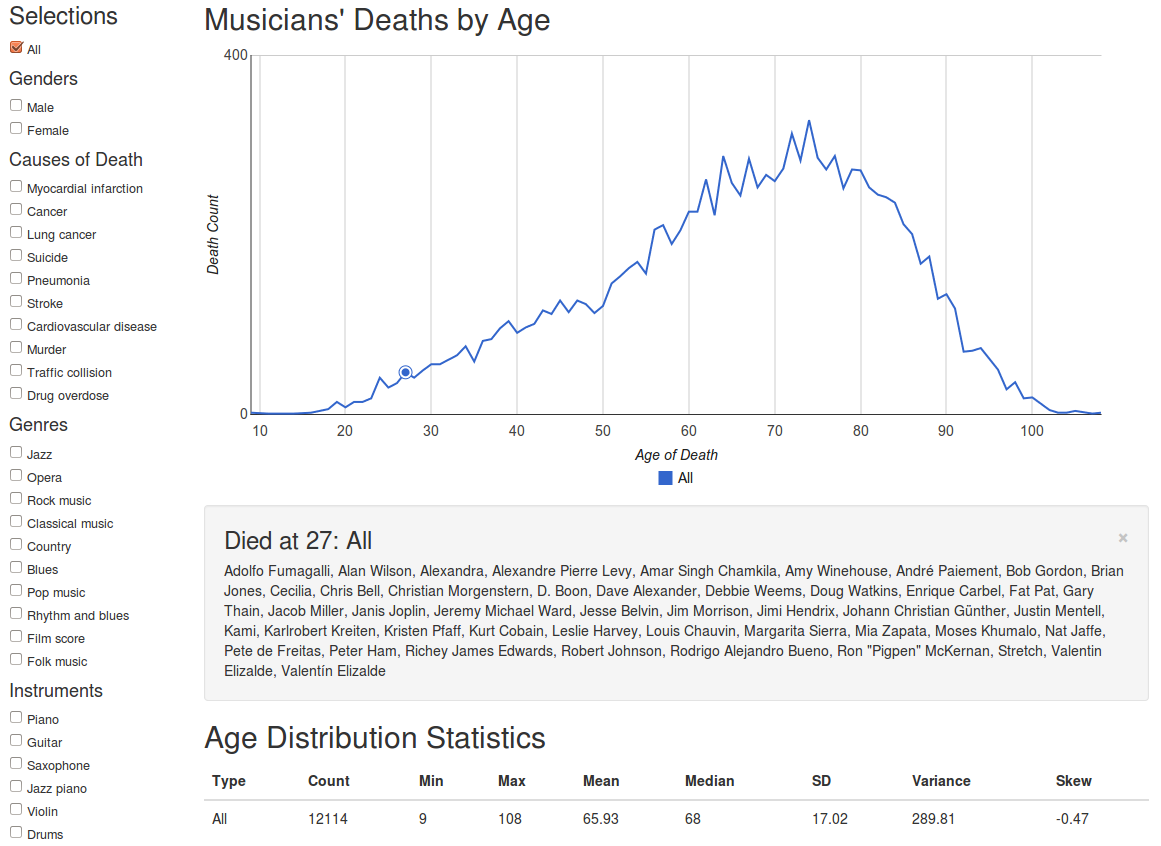 Selections
All
Genders
Male
Female
Causes of Death
Myocardial infarction
Cancer
Lung cancer
Suicide
Pneumonia
Stroke
Cardiovascular disease
Murder
Traffic collision
Drug overdose
Genres
Jazz
Opera
Rock music
Classical music
Country
Blues
Pop music
Rhythm and blues
Film score
Folk music
Instruments
Piano
Guitar
Saxophone
Jazz piano
Violin
Drums
Musicians' Deaths by Age
400
Death Count
0
10 20 30 40 50 60 70 80 90 100
Age of Death
All
Died at 27: All ×
Adolfo Fumagalli, Alan Wilson, Alexandra, Alexandre Pierre Levy, Amar Singh Chamkila, Amy Winehouse, André Paiement, Bob Gordon, Brian
Jones, Cecilia, Chris Bell, Christian Morgenstern, D. Boon, Dave Alexander, Debbie Weems, Doug Watkins, Enrique Carbel, Fat Pat, Gary
Thain, Jacob Miller, Janis Joplin, Jeremy Michael Ward, Jesse Belvin, Jim Morrison, Jimi Hendrix, Johann Christian Günther, Justin Mentell,
Kami, Karlrobert Kreiten, Kristen Pfaff, Kurt Cobain, Leslie Harvey, Louis Chauvin, Margarita Sierra, Mia Zapata, Moses Khumalo, Nat Jaffe,
Pete de Freitas, Peter Ham, Richey James Edwards, Robert Johnson, Rodrigo Alejandro Bueno, Ron "Pigpen" McKernan, Stretch, Valentin
Elizalde, Valentín Elizalde
Age Distribution Statistics
Type Count Min Max Mean Median SD Variance Skew
All 12114 9 108 65.93 68 17.02 289.81 -0.47